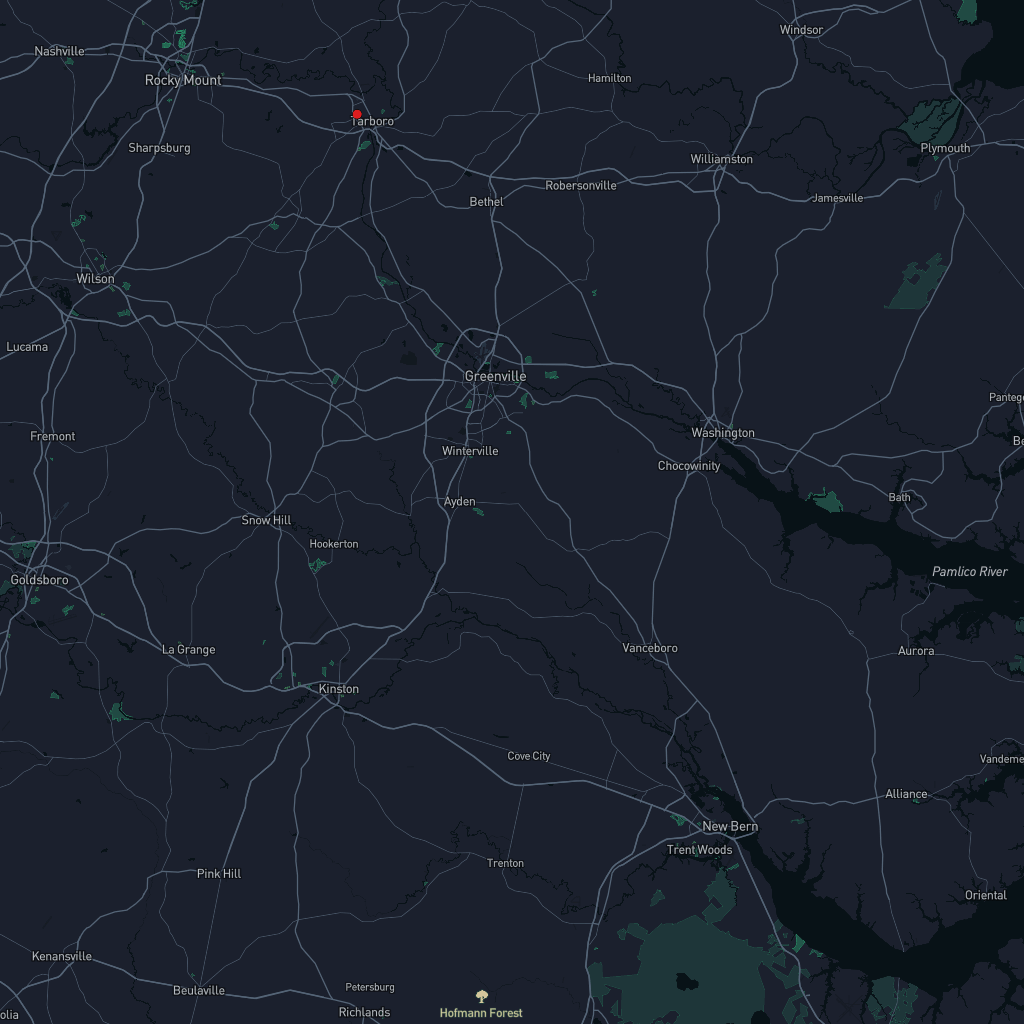 Windsor
Nashville
Hamilton
Rocky Mount
Tarboro
Sharpsburg
Plymouth
Williamston
Robersonville
Jamesville
Bethel
Wilson
Lucama
Greenville
Pantego
Fremont
Washington
Winterville
Chocowinity
Bath
Ayden
Snow Hill
Hookerton
Pamlico River
Goldsboro
Vanceboro
La Grange
Aurora
Kinston
Cove City
Vandeme
Alliance
New Bern
Trent Woods
Trenton
Pink Hill
Oriental
Kenansville
Petersburg
Beulaville
Richlands
Hofmann Forest
olia
Be